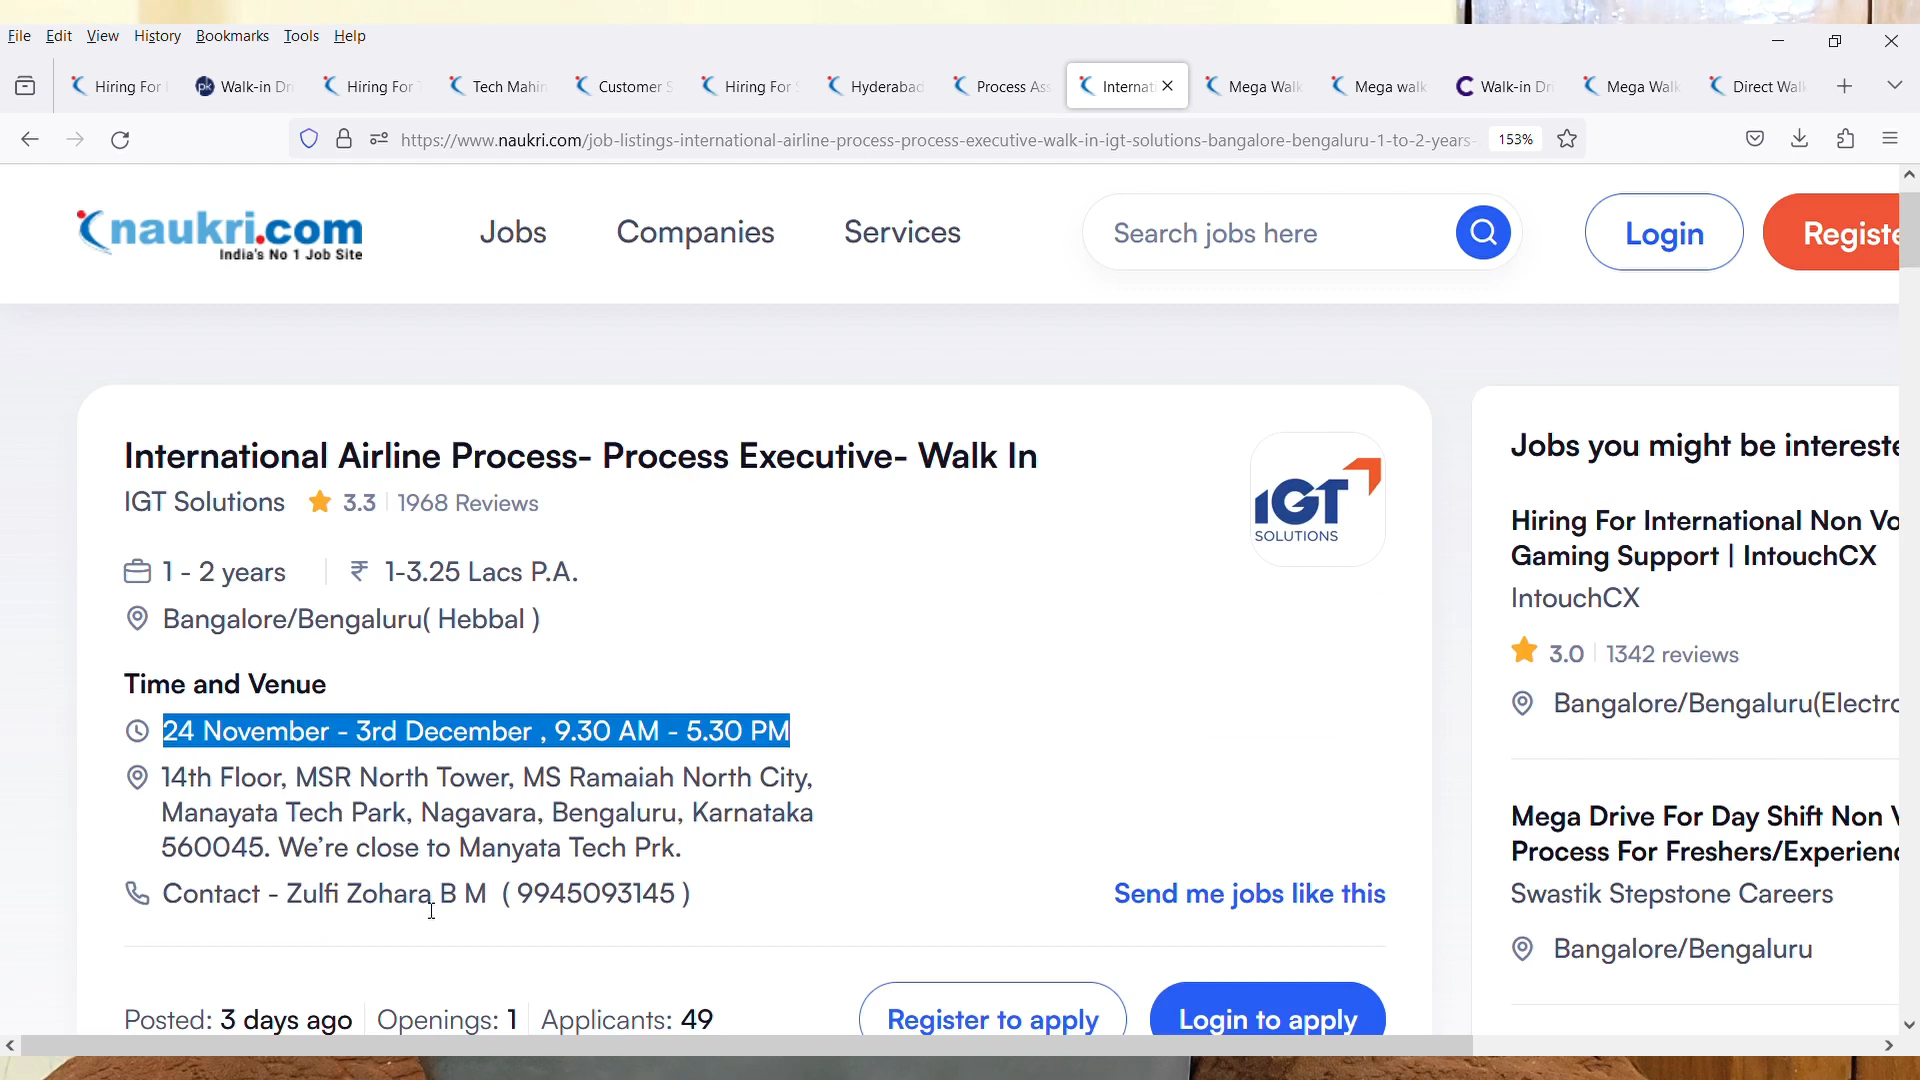 File Edit View History Bookmarks Tools Help
Hiring For Walk-in Dri Hiring For Tech Mahin Customer S Hiring For S Hyderabad Process Ass Internat Mega Walk Mega walk Walk-in Dri Mega Walk Direct Walk
https://www.naukri.com/job-listings-international-airline-process-process-executive-walk-in-igt-solutions-bangalore-bengaluru-1-to-2-years- 153%
naukri.com
India's No 1 Job Site
Jobs Companies Services Search jobs here Login Registe
International Airline Process- Process Executive- Walk In
IGT Solutions 3.3 1968 Reviews
IGT
SOLUTIONS
1 - 2 years ₹ 1-3.25 Lacs P.A.
Bangalore/Bengaluru( Hebbal )
Time and Venue
24 November - 3rd December , 9.30 AM - 5.30 PM
14th Floor, MSR North Tower, MS Ramaiah North City,
Manayata Tech Park, Nagavara, Bengaluru, Karnataka
560045. We're close to Manyata Tech Prk.
Contact - Zulfi Zohara B M ( 9945093145 )
Send me jobs like this
Posted: 3 days ago Openings: 1 Applicants: 49
Register to apply Login to apply
Jobs you might be intereste
Hiring For International Non Vo
Gaming Support | IntouchCX
IntouchCX
3.0 1342 reviews
Bangalore/Bengaluru(Electro
Mega Drive For Day Shift Non V
Process For Freshers/Experienc
Swastik Stepstone Careers
Bangalore/Bengaluru